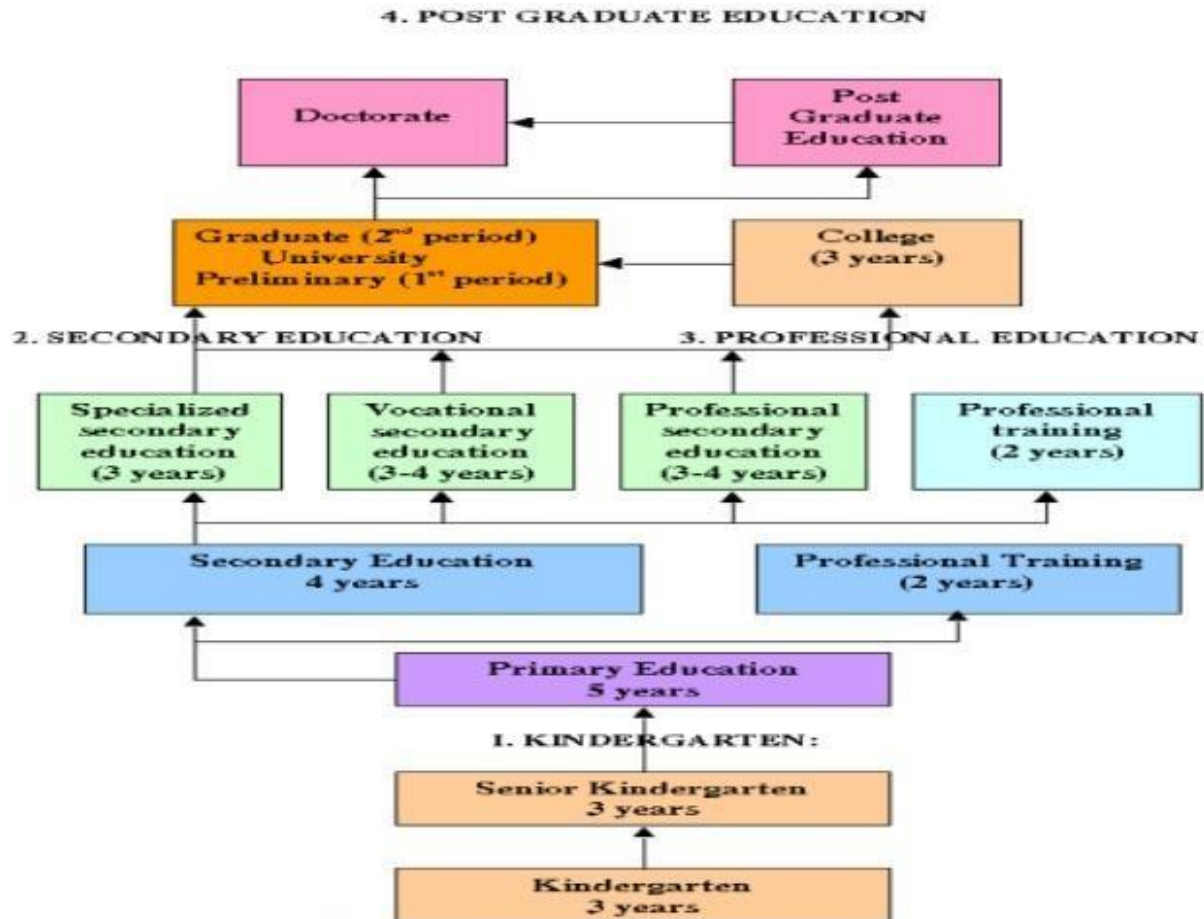 4. POST GRADUATE EDUCATION
Doctorate
Post
Graduate
Education
Graduate (2nd period)
University
Preliminary (1st period)
College
(3 years)
2. SECONDARY EDUCATION
3. PROFESSIONAL EDUCATION
Specialized
secondary
education
(3 years)
Vocational
secondary
education
(3-4 years)
Professional
secondary
education
(3-4 years)
Professional
training
(2 years)
Secondary Education
4 years
Professional Training
(2 years)
Primary Education
5 years
1. KINDERGARTEN:
Senior Kindergarten
3 years
Kindergarten
3 years